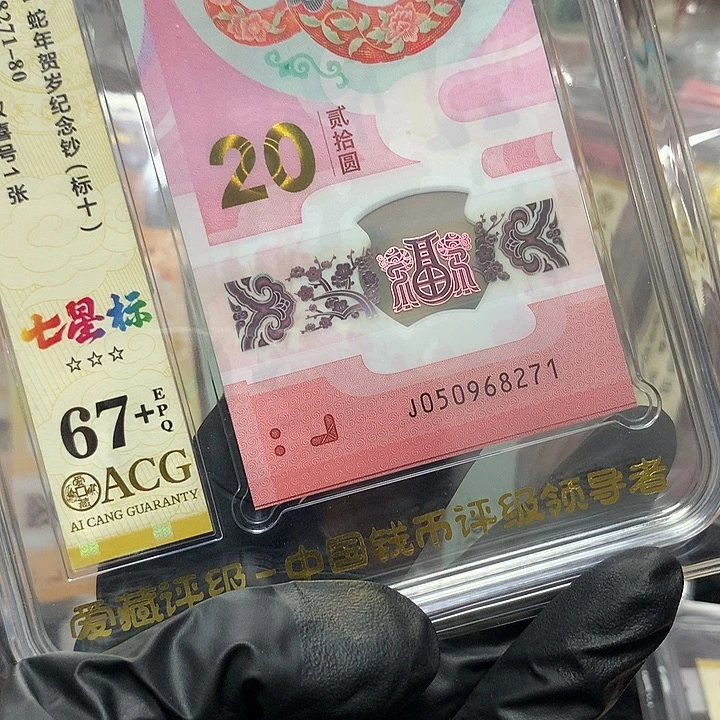 蛇年贺岁纪念钞(标十)
8271-80
号1张
七星标
67+EPQ
ACG
AI CANG GUARANTY
20
贰拾圆
福
J050968271
爱藏评级-中国钱币评级领导者